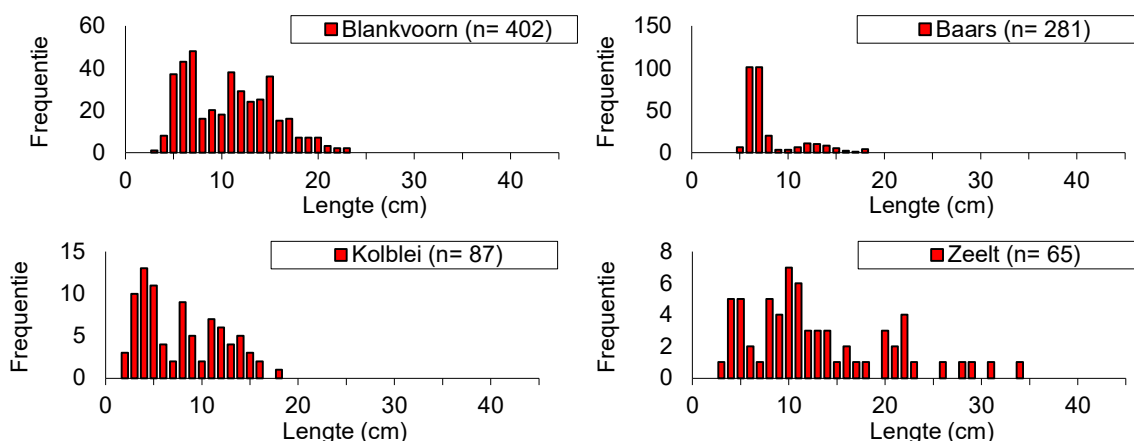 Blankvoorn (n= 402)
60
40
20
0
0 10 20 30 40
Frequentie
Lengte (cm)
Baars (n= 281)
150
100
50
0
0 10 20 30 40
Frequentie
Lengte (cm)
Kolblei (n= 87)
15
10
5
0
0 10 20 30 40
Frequentie
Lengte (cm)
Zeelt (n= 65)
8
6
4
2
0
0 10 20 30 40
Frequentie
Lengte (cm)